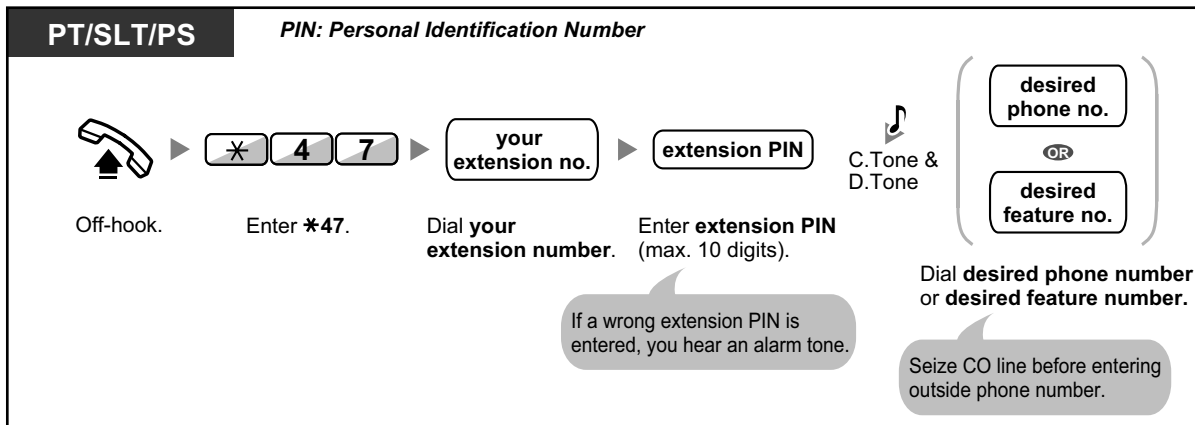 PT/SLT/PS
PIN: Personal Identification Number
✳ 4 7
your
extension no.
extension PIN
C.Tone &
D.Tone
desired
phone no.
OR
desired
feature no.
Off-hook.
Enter ✳47.
Dial your
extension number.
Enter extension PIN
(max. 10 digits).
Dial desired phone number
or desired feature number.
If a wrong extension PIN is
entered, you hear an alarm tone.
Seize CO line before entering
outside phone number.